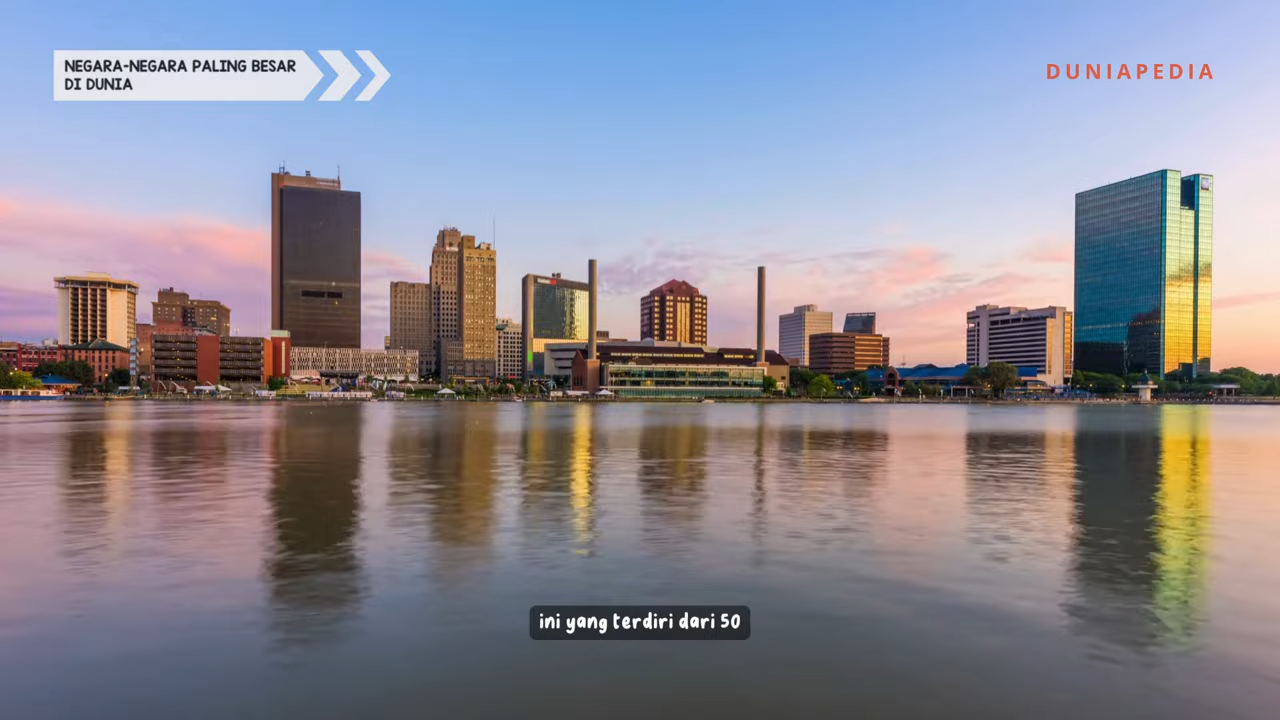 NEGARA-NEGARA PALING BESAR
DI DUNIA
DUNIAPEDIA
ini yang terdiri dari 50